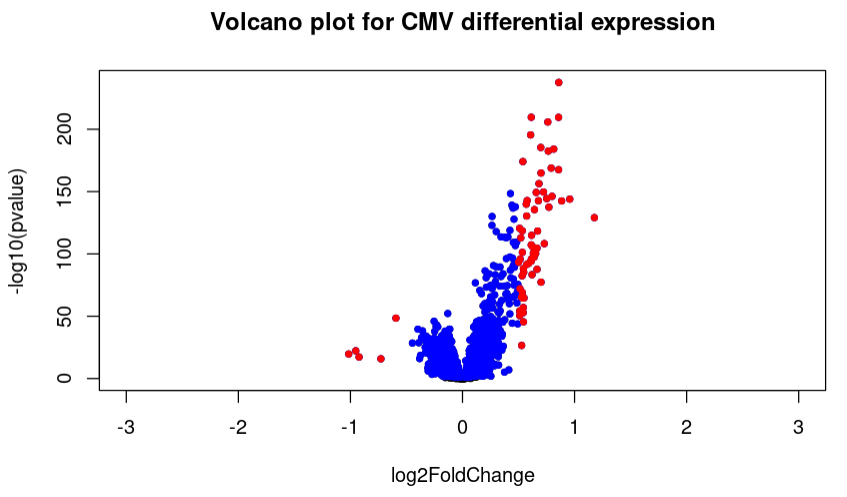 Volcano plot for CMV differential expression
-log10(pvalue)
200
150
100
50
0
-3 -2 -1 0 1 2 3
log2FoldChange